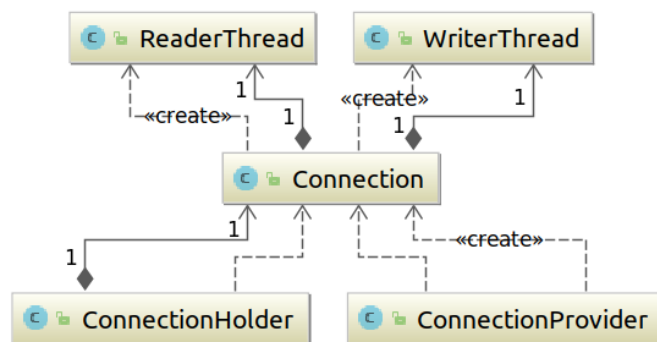 ReaderThread
WriterThread
1
1
«create»
«create»
1
1
Connection
1
1
«create»
ConnectionHolder
ConnectionProvider